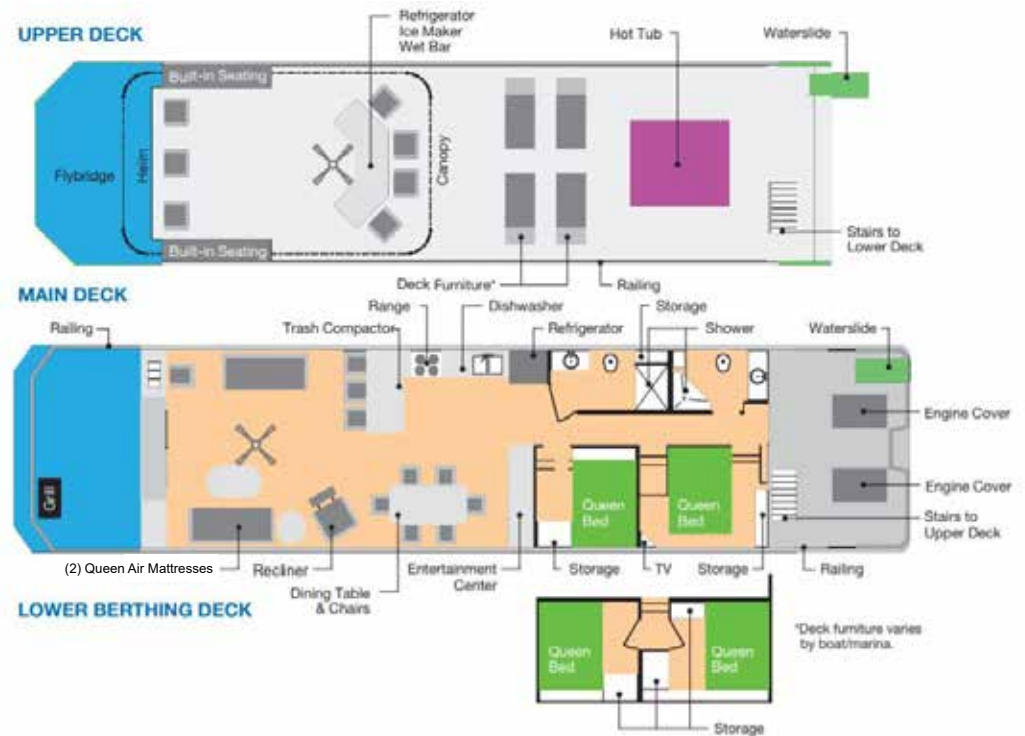 UPPER DECK
Refrigerator
Ice Maker
Wet Bar
Hot Tub
Waterslide
Built-in Seating
Flybridge
Helm
Canopy
Built-in Seating
Stairs to
Lower Deck
Deck Furniture*
Railing
MAIN DECK
Railing
Trash Compactor
Range
Dishwasher
Refrigerator
Storage
Shower
Waterslide
Engine Cover
Grill
Queen
Bed
Queen
Bed
Engine Cover
Stairs to
Upper Deck
(2) Queen Air Mattresses
Recliner
Dining Table
& Chairs
Entertainment
Center
Storage
TV
Storage
Railing
LOWER BERTHING DECK
Queen
Bed
Queen
Bed
*Deck furniture varies
by boat/marina.
Storage